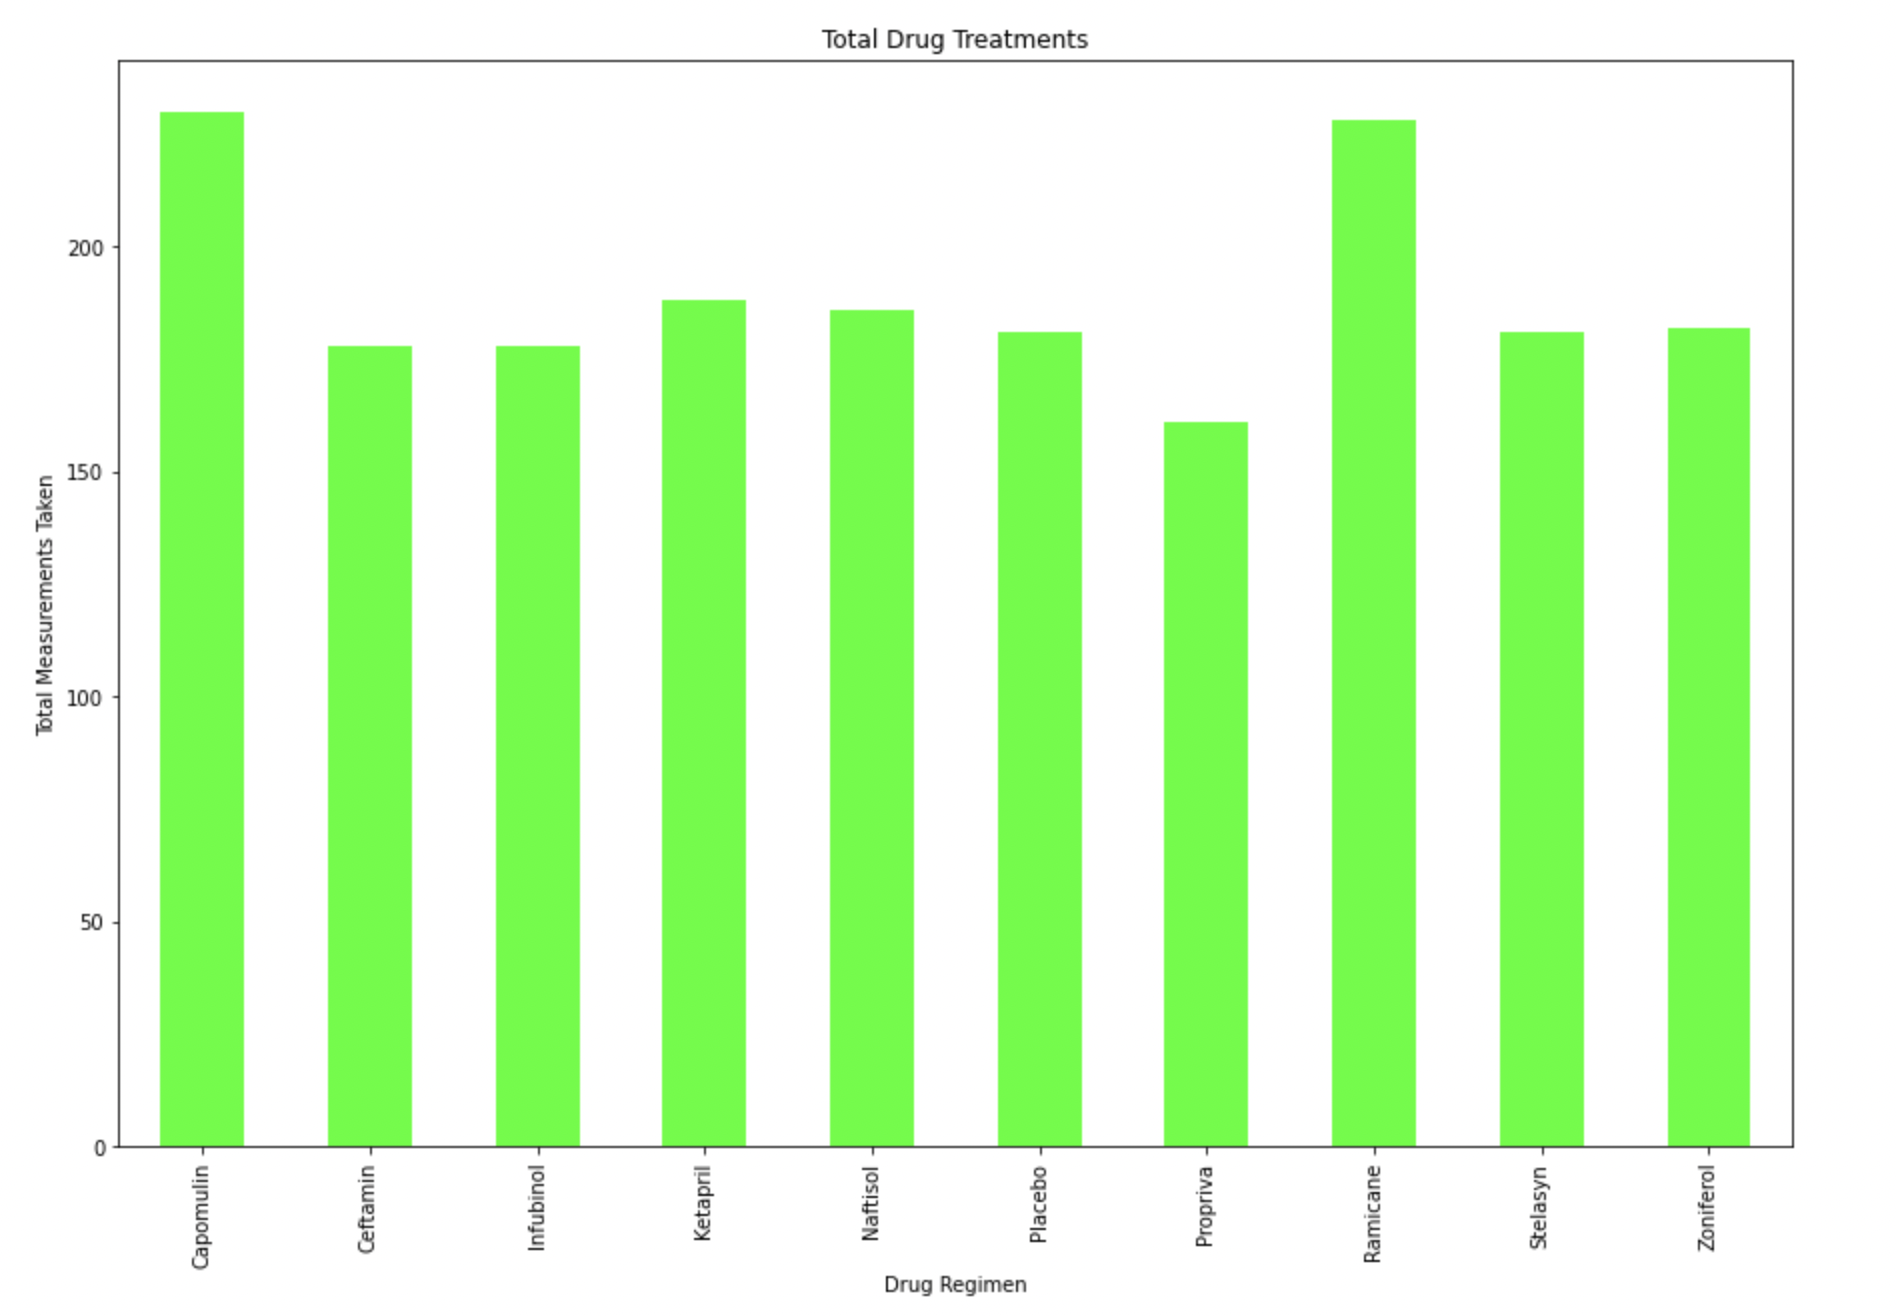 Total Drug Treatments
Total Measurements Taken
200
150
100
50
0
Capomulin
Ceftamin
Infubinol
Ketapril
Naftisol
Placebo
Propriva
Ramicane
Stelasyn
Zoniferol
Drug Regimen